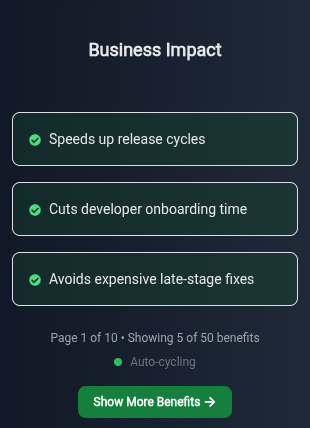 Business Impact
Speeds up release cycles
Cuts developer onboarding time
Avoids expensive late-stage fixes
Page 1 of 10 • Showing 5 of 50 benefits
Auto-cycling
Show More Benefits →